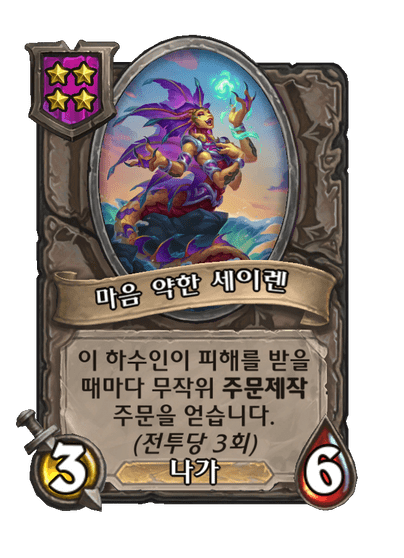 마음 약한 세이렌
이 하수인이 피해를 받을
때마다 무작위 주문제작
주문을 얻습니다.
(전투당 3회)
나가
3
6